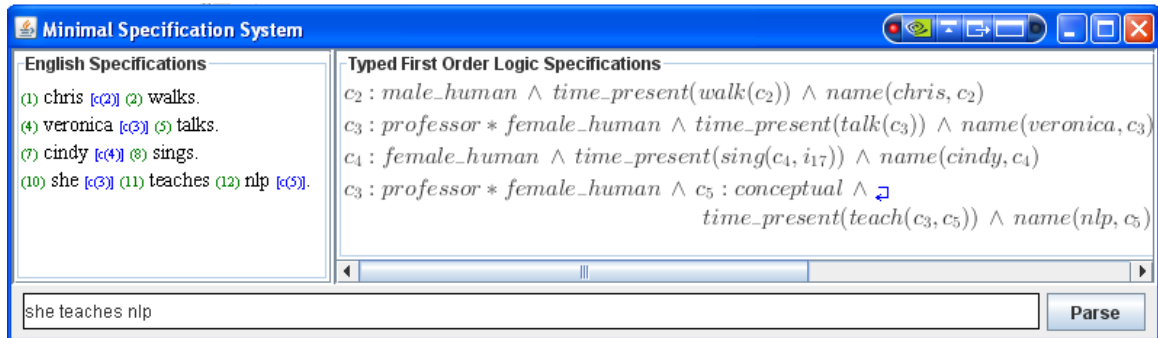 Minimal Specification System
English Specifications
(1) chris [c(2)] (2) walks.
(4) veronica [c(3)] (5) talks.
(7) cindy [c(4)] (8) sings.
(10) she [c(3)] (11) teaches (12) nlp [c(5)].
Typed First Order Logic Specifications
c₂ : male_human ∧ time_present(walk(c₂)) ∧ name(chris, c₂)
c₃ : professor * female_human ∧ time_present(talk(c₃)) ∧ name(veronica, c₃)
c₄ : female_human ∧ time_present(sing(c₄, i₁₇)) ∧ name(cindy, c₄)
c₃ : professor * female_human ∧ c₅ : conceptual ∧
time_present(teach(c₃, c₅)) ∧ name(nlp, c₅)
she teaches nlp
Parse